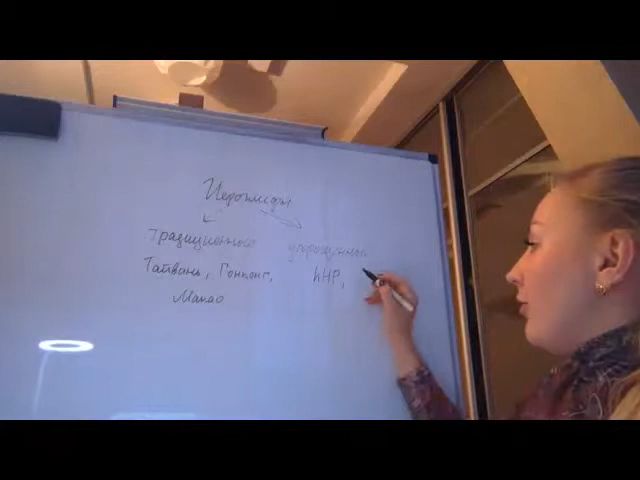 Иероглифы
традиционные упрощенные
Тайвань, Гонконг, КНР,
Макао